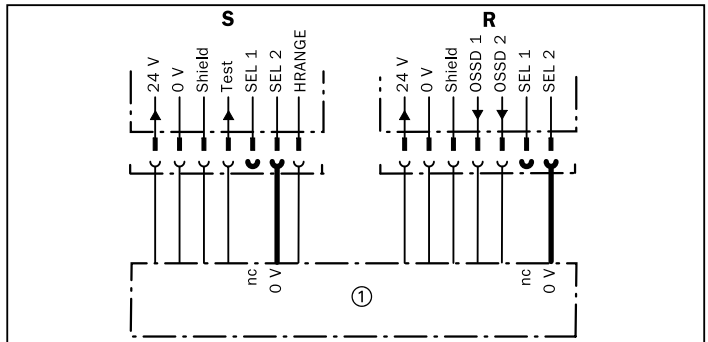 S
R
24 V
0 V
Shield
Test
SEL 1
SEL 2
HRANGE
24 V
0 V
Shield
OSSD 1
OSSD 2
SEL 1
SEL 2
nc
0 V
nc
0 V
①